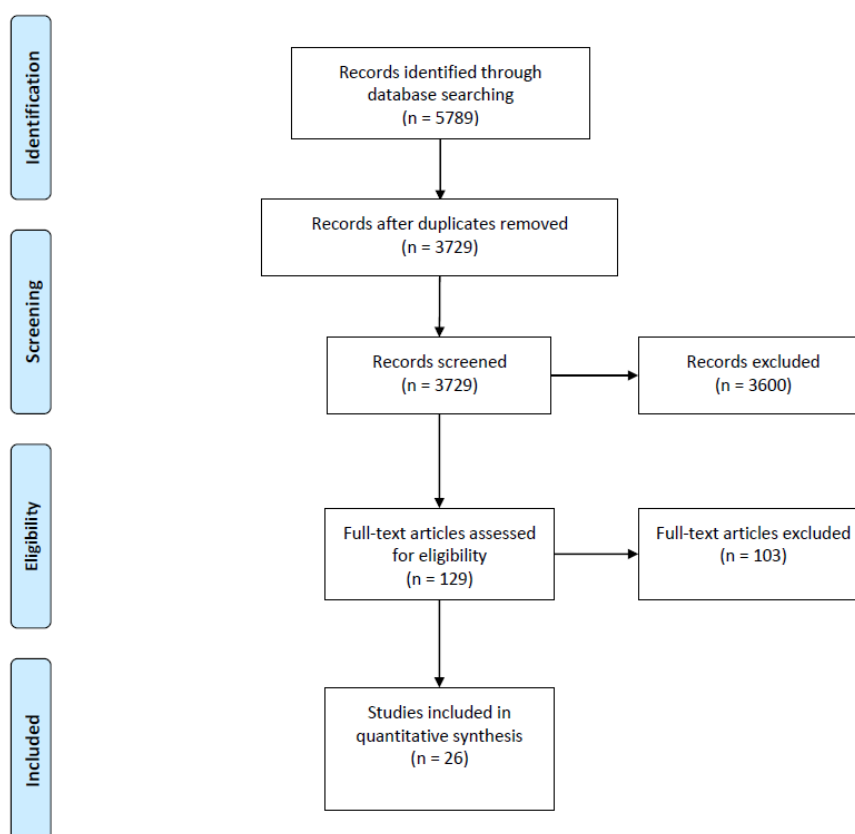 Identification
Records identified through
database searching
(n = 5789)
Records after duplicates removed
(n = 3729)
Screening
Records screened
(n = 3729)
Records excluded
(n = 3600)
Eligibility
Full-text articles assessed
for eligibility
(n = 129)
Full-text articles excluded
(n = 103)
Included
Studies included in
quantitative synthesis
(n = 26)